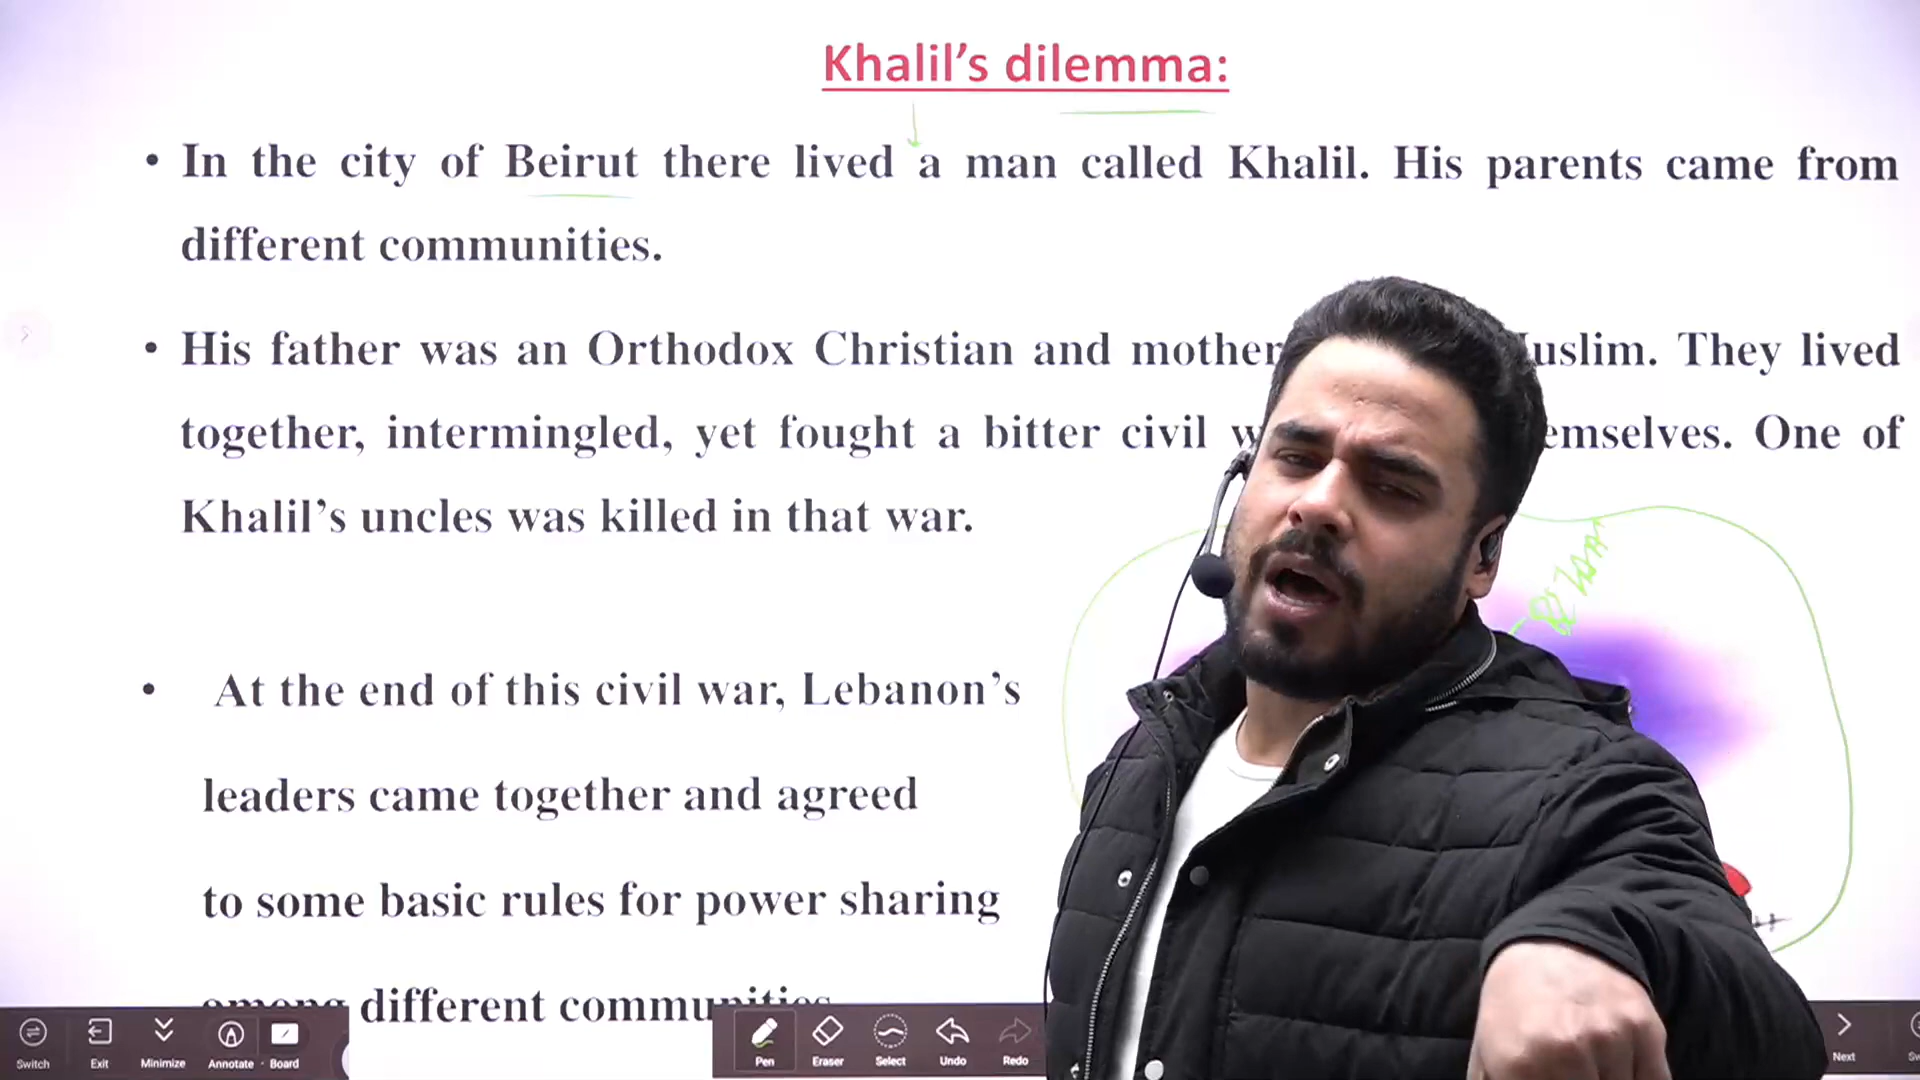 Khalil’s dilemma:
• In the city of Beirut there lived a man called Khalil. His parents came from
different communities.
• His father was an Orthodox Christian and mother uslim. They lived
together, intermingled, yet fought a bitter civil w emselves. One of
Khalil’s uncles was killed in that war.
• At the end of this civil war, Lebanon’s
leaders came together and agreed
to some basic rules for power sharing
among different communities
Switch Exit Minimize Annotate Board Pen Eraser Select Undo Redo Next Sw